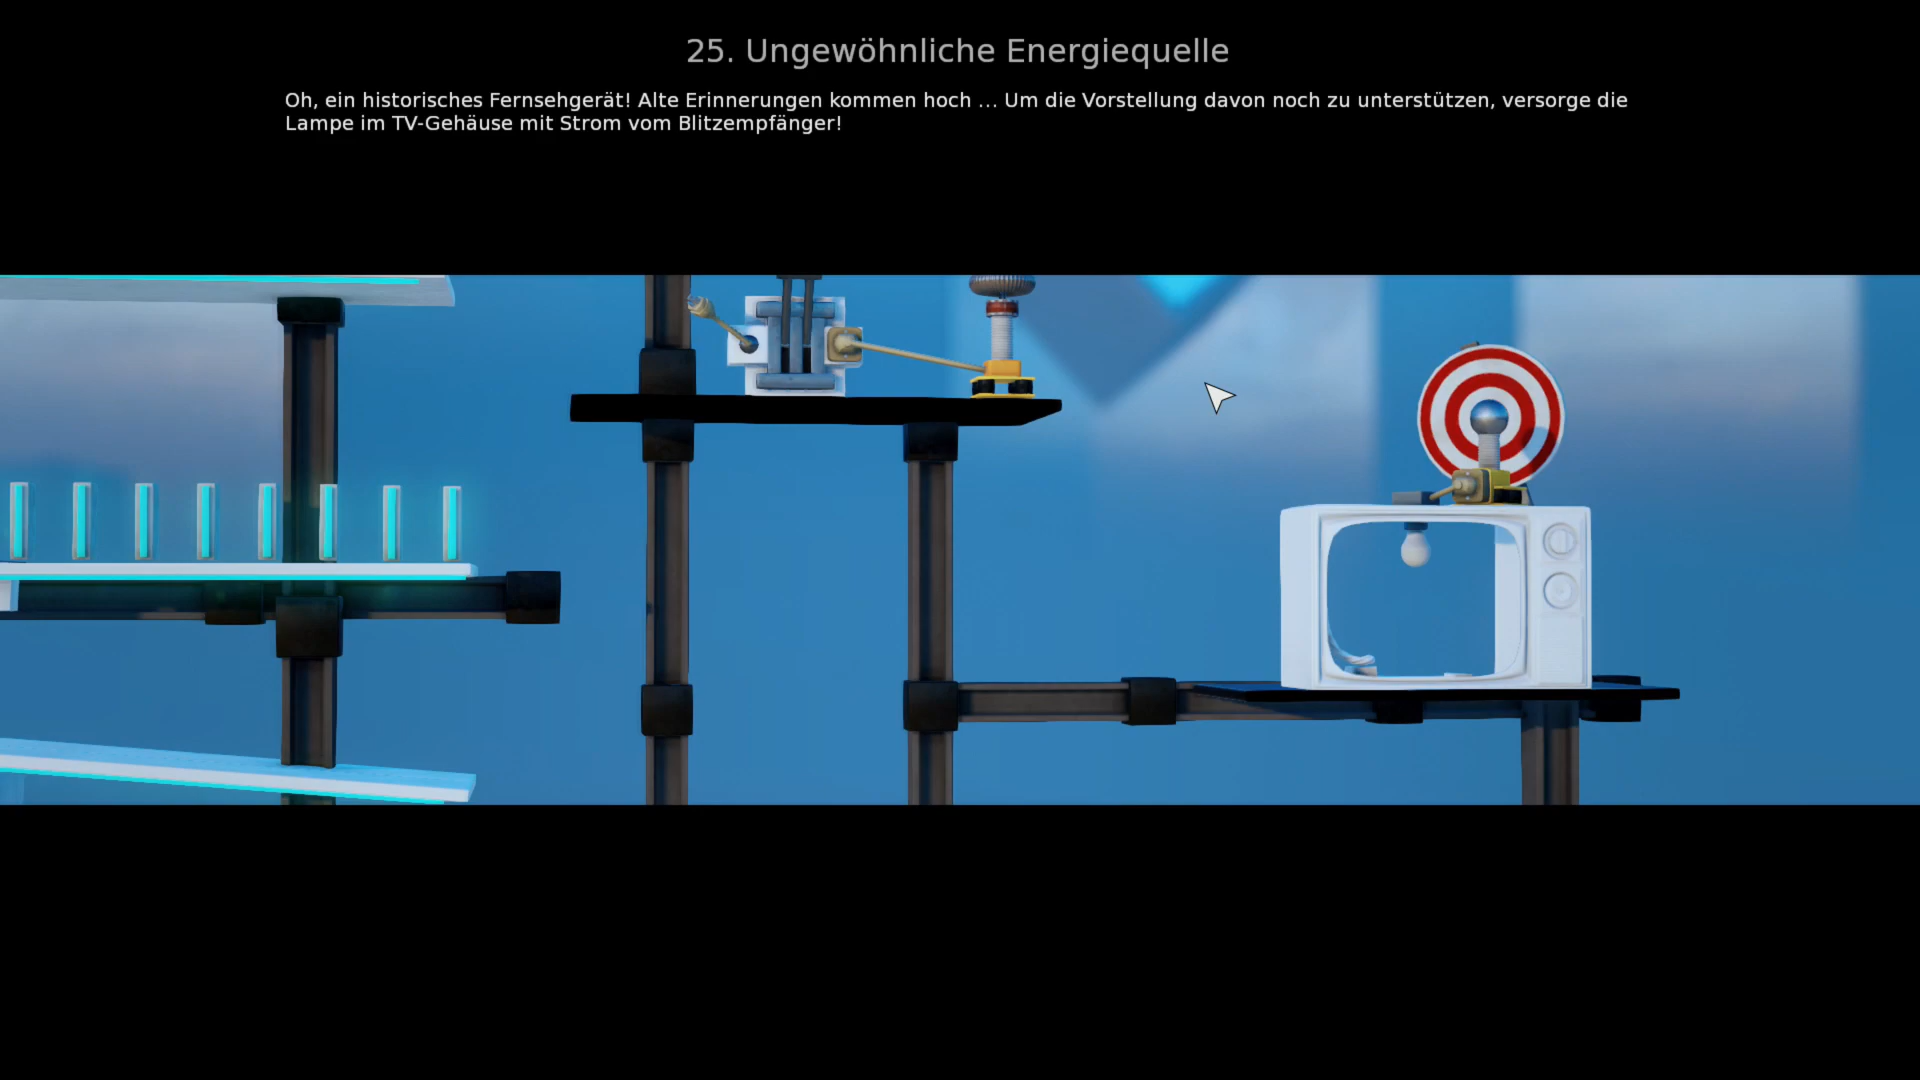 25. Ungewöhnliche Energiequelle
Oh, ein historisches Fernsehgerät! Alte Erinnerungen kommen hoch ... Um die Vorstellung davon noch zu unterstützen, versorge die
Lampe im TV-Gehäuse mit Strom vom Blitzempfänger!